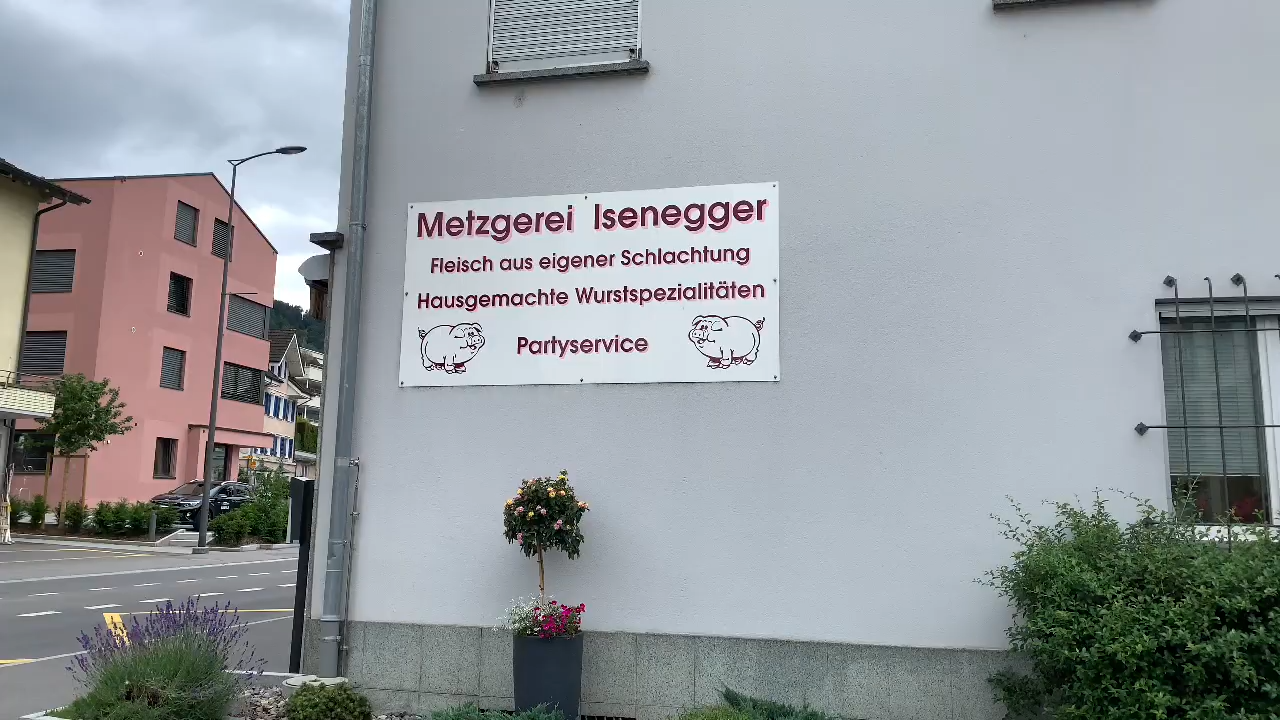 Metzgerei Isenegger
Fleisch aus eigener Schlachtung
Hausgemachte Wurstspezialitäten
Partyservice